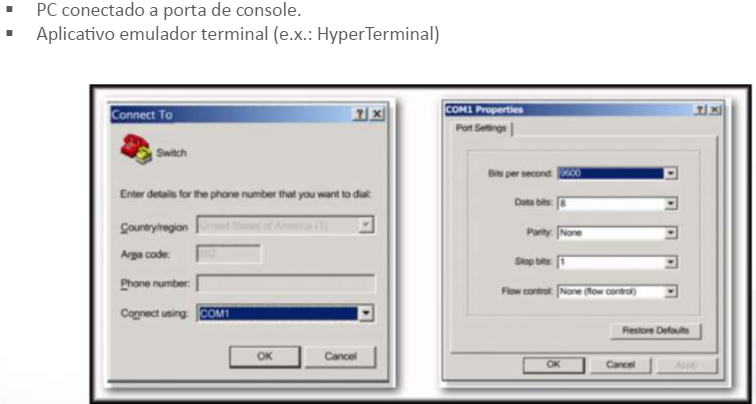 ▪ PC conectado a porta de console.
▪ Aplicativo emulador terminal (e.x.: HyperTerminal)
Connect To
Switch
Enter details for the phone number that you want to dial:
Country/region United States of America (1)
Area code: 602
Phone number:
Connect using: COM1
OK Cancel
COM1 Properties
Port Settings
Bits per second: 9600
Data bits: 8
Parity: None
Stop bits: 1
Flow control: None (flow control)
Restore Defaults
OK Cancel Apply